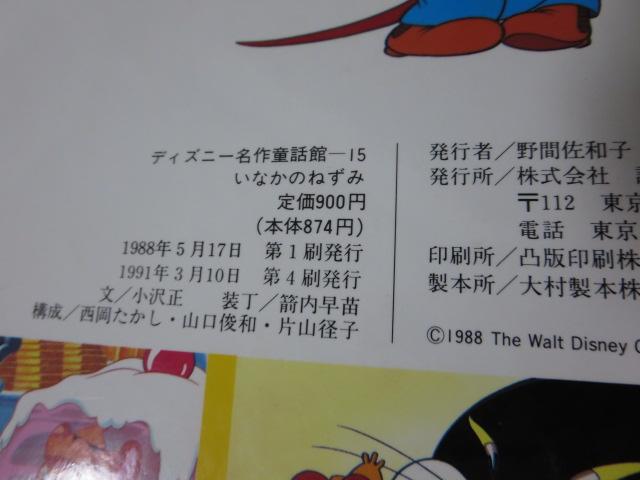 ディズニー名作童話館―15
いなかのねずみ
定価900円
(本体874円)
1988年5月17日 第1刷発行
1991年3月10日 第4刷発行
文/小沢正 装丁/箭内早苗
構成/西岡たかし・山口俊和・片山径子
発行者/野間佐和子
発行所/株式会社
〒112 東京
電話 東京
印刷所/凸版印刷株
製本所/大村製本株
©1988 The Walt Disney